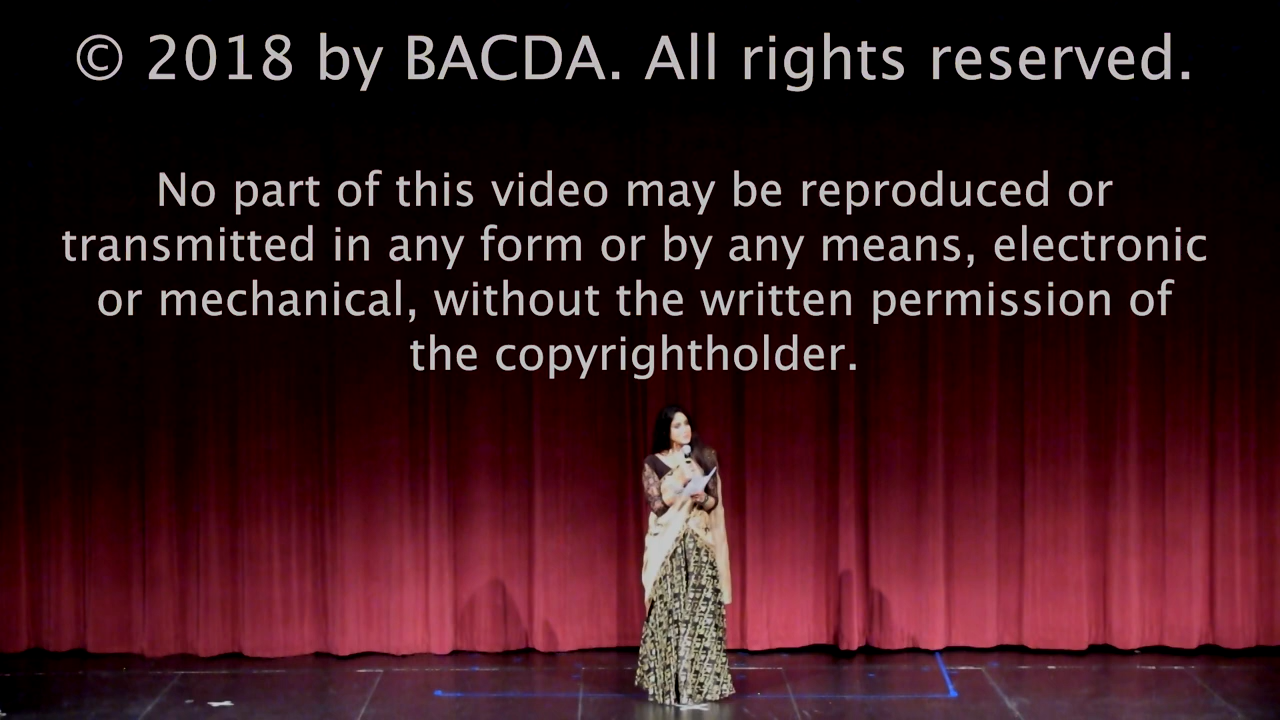 © 2018 by BACDA. All rights reserved.
No part of this video may be reproduced or
transmitted in any form or by any means, electronic
or mechanical, without the written permission of
the copyrightholder.